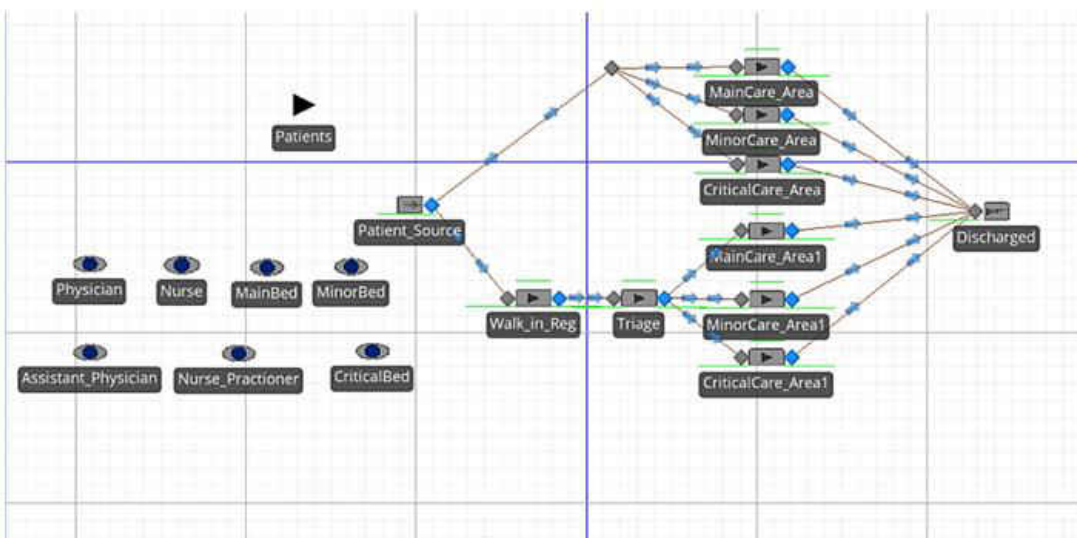 MainCare_Area
Patients
MinorCare_Area
CriticalCare_Area
Patient_Source
Discharged
MainCare_Area1
Physician
Nurse
MainBed
MinorBed
Walk_in_Reg
Triage
MinorCare_Area1
Assistant_Physician
Nurse_Practioner
CriticalBed
CriticalCare_Area1